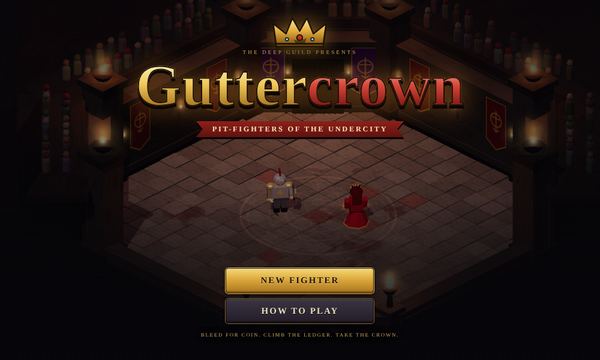 THE DEEP GUILD PRESENTS
Guttercrown
PIT-FIGHTERS OF THE UNDERCITY
NEW FIGHTER
HOW TO PLAY
BLEED FOR COIN. CLIMB THE LEDGER. TAKE THE CROWN.